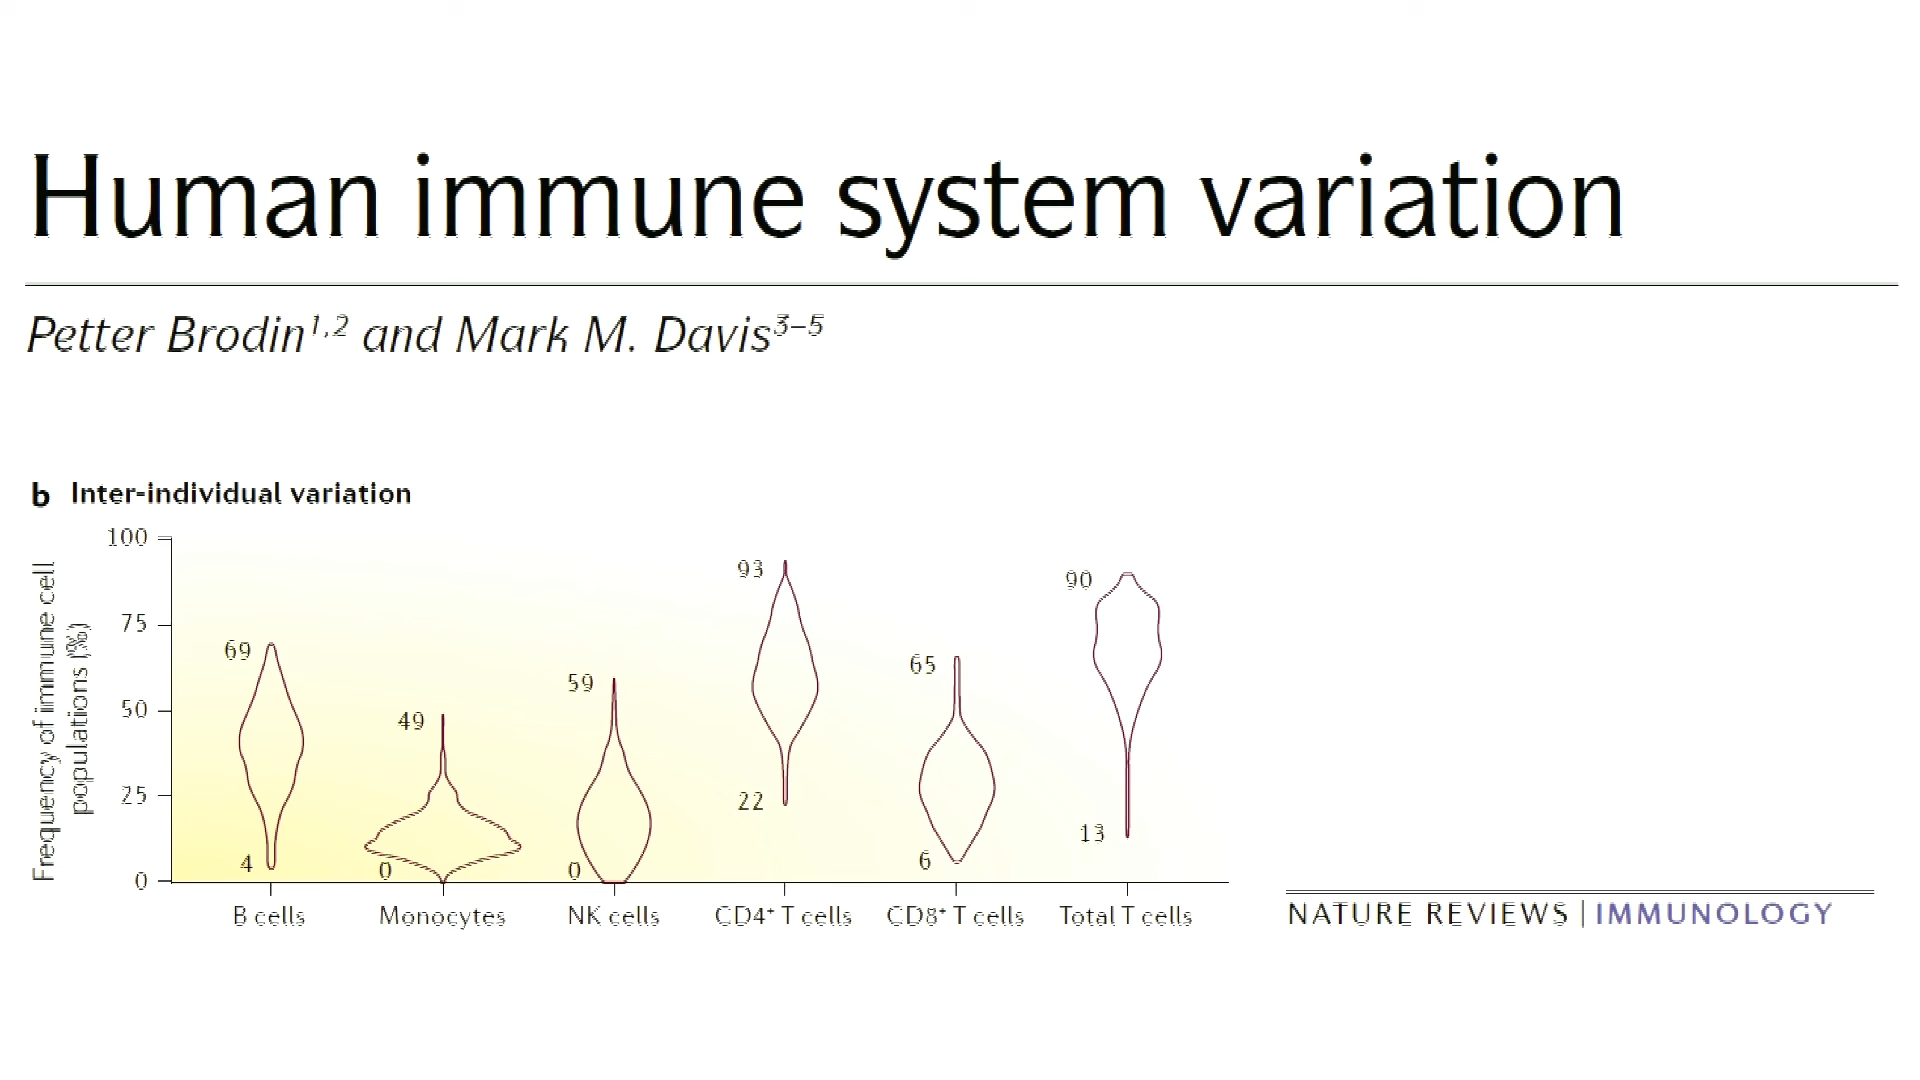 Human immune system variation
Petter Brodin1,2 and Mark M. Davis3–5
b Inter-individual variation
Frequency of immune cell
populations (%)
100
75
50
25
0
69
4
49
0
59
0
93
22
65
6
90
13
B cells
Monocytes
NK cells
CD4+ T cells
CD8+ T cells
Total T cells
NATURE REVIEWS | IMMUNOLOGY